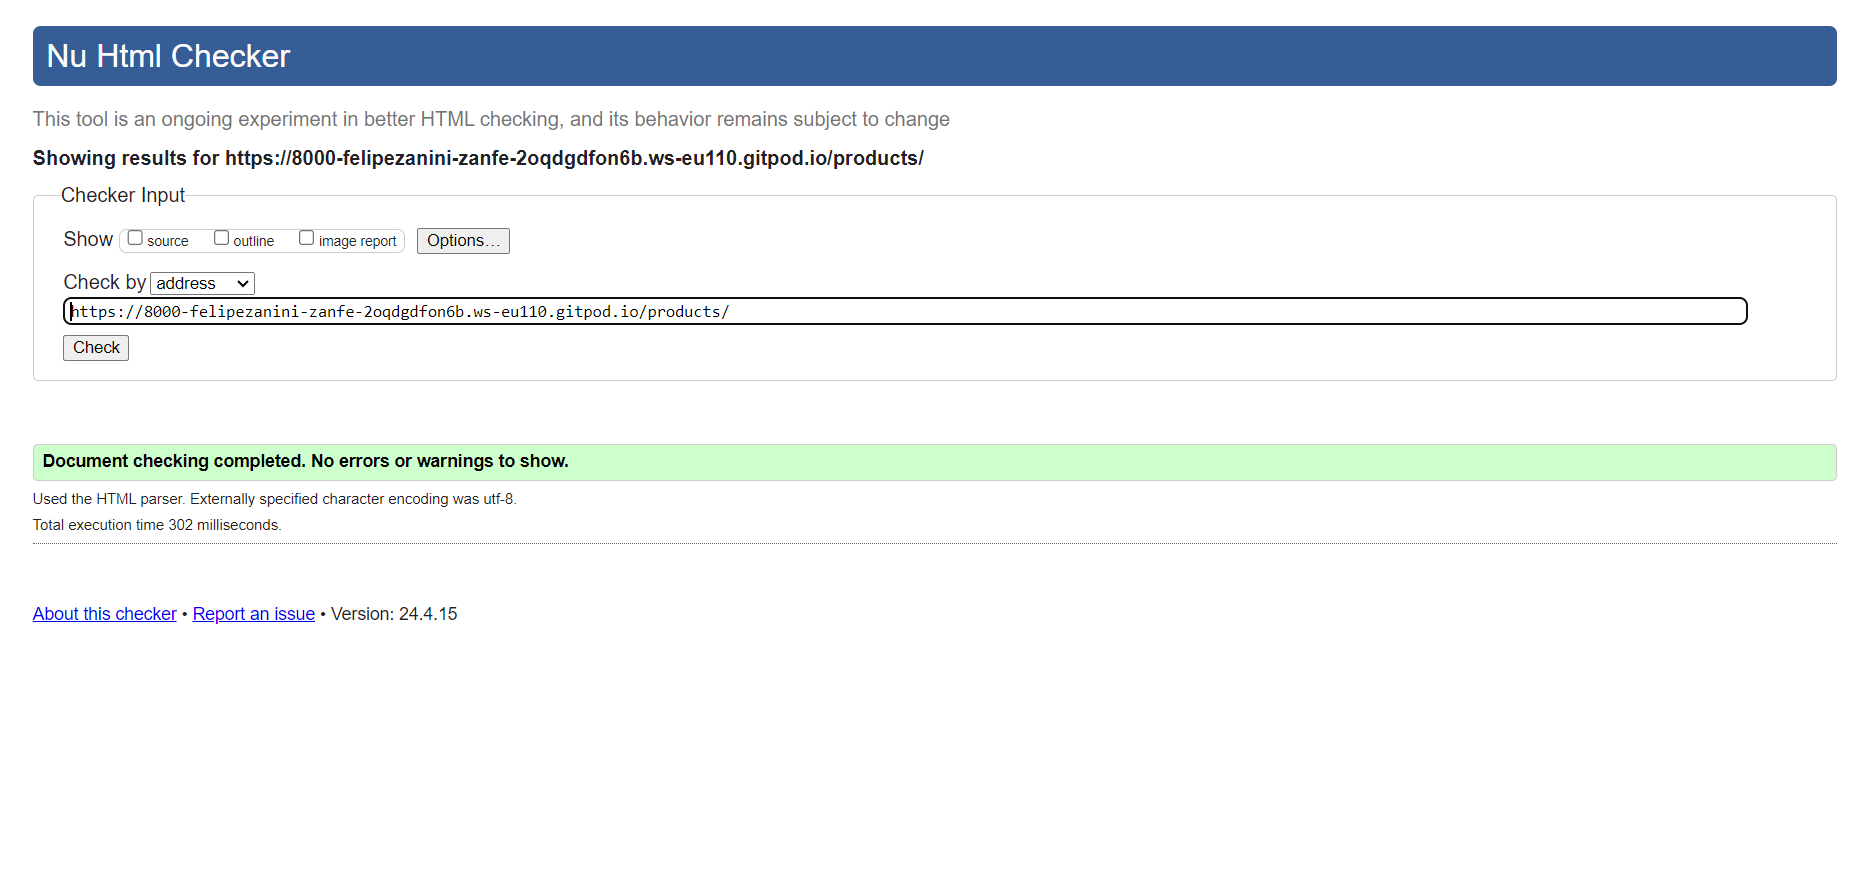 Nu Html Checker
This tool is an ongoing experiment in better HTML checking, and its behavior remains subject to change
Showing results for https://8000-felipezanini-zanfe-2oqdgdfon6b.ws-eu110.gitpod.io/products/
Checker Input
Show source outline image report Options…
Check by address
https://8000-felipezanini-zanfe-2oqdgdfon6b.ws-eu110.gitpod.io/products/
Check
Document checking completed. No errors or warnings to show.
Used the HTML parser. Externally specified character encoding was utf-8.
Total execution time 302 milliseconds.
About this checker • Report an issue • Version: 24.4.15